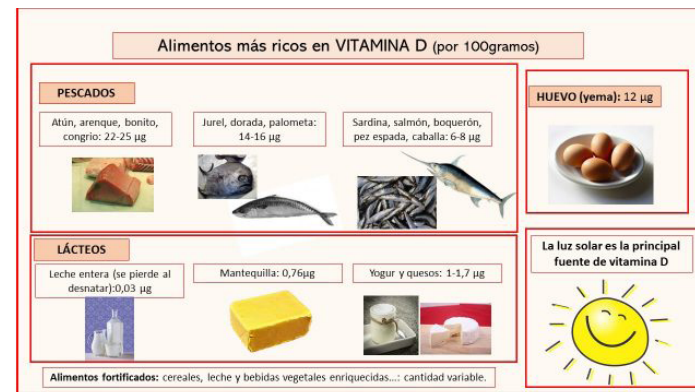 Alimentos más ricos en VITAMINA D (por 100gramos)
PESCADOS
Atún, arenque, bonito,
congrio: 22-25 µg
Jurel, dorada, palometa:
14-16 µg
Sardina, salmón, boquerón,
pez espada, caballa: 6-8 µg
HUEVO (yema): 12 µg
LÁCTEOS
Leche entera (se pierde al
desnatar):0,03 µg
Mantequilla: 0,76µg
Yogur y quesos: 1-1,7 µg
La luz solar es la principal
fuente de vitamina D
Alimentos fortificados: cereales, leche y bebidas vegetales enriquecidas...: cantidad variable.